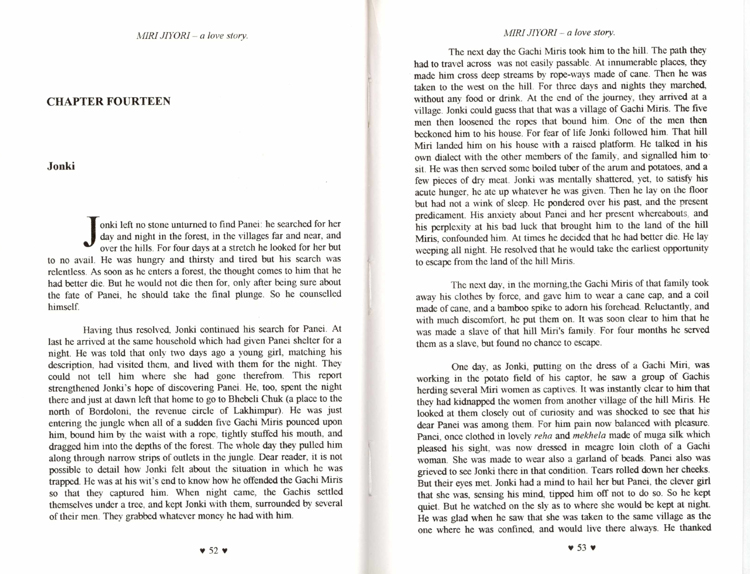 MIRI JIYORI – a love story.
CHAPTER FOURTEEN
Jonki
Jonki left no stone unturned to find Panei: he searched for her
day and night in the forest, in the villages far and near, and
over the hills. For four days at a stretch he looked for her but
to no avail. He was hungry and thirsty and tired but his search was
relentless. As soon as he enters a forest, the thought comes to him that he
had better die. But he would not die then for, only after being sure about
the fate of Panei, he should take the final plunge. So he counselled
himself.
Having thus resolved, Jonki continued his search for Panei. At
last he arrived at the same household which had given Panei shelter for a
night. He was told that only two days ago a young girl, matching his
description, had visited them, and lived with them for the night. They
could not tell him where she had gone therefrom. This report
strengthened Jonki's hope of discovering Panei. He, too, spent the night
there and just at dawn left that home to go to Bhebeli Chuk (a place to the
north of Bordoloni, the revenue circle of Lakhimpur). He was just
entering the jungle when all of a sudden five Gachi Miris pounced upon
him, bound him by the waist with a rope, tightly stuffed his mouth, and
dragged him into the depths of the forest. The whole day they pulled him
along through narrow strips of outlets in the jungle. Dear reader, it is not
possible to detail how Jonki felt about the situation in which he was
trapped. He was at his wit's end to know how he offended the Gachi Miris
so that they captured him. When night came, the Gachis settled
themselves under a tree, and kept Jonki with them, surrounded by several
of their men. They grabbed whatever money he had with him.
♥ 52 ♥
MIRI JIYORI – a love story.
The next day the Gachi Miris took him to the hill. The path they
had to travel across was not easily passable. At innumerable places, they
made him cross deep streams by rope-ways made of cane. Then he was
taken to the west on the hill. For three days and nights they marched,
without any food or drink. At the end of the journey, they arrived at a
village. Jonki could guess that that was a village of Gachi Miris. The five
men then loosened the ropes that bound him. One of the men then
beckoned him to his house. For fear of life Jonki followed him. That hill
Miri landed him on his house with a raised platform. He talked in his
own dialect with the other members of the family, and signalled him to
sit. He was then served some boiled tuber of the arum and potatoes, and a
few pieces of dry meat. Jonki was mentally shattered, yet, to satisfy his
acute hunger, he ate up whatever he was given. Then he lay on the floor
but had not a wink of sleep. He pondered over his past, and the present
predicament. His anxiety about Panei and her present whereabouts, and
his perplexity at his bad luck that brought him to the land of the hill
Miris, confounded him. At times he decided that he had better die. He lay
weeping all night. He resolved that he would take the earliest opportunity
to escape from the land of the hill Miris.
The next day, in the morning,the Gachi Miris of that family took
away his clothes by force, and gave him to wear a cane cap, and a coil
made of cane, and a bamboo spike to adorn his forehead. Reluctantly, and
with much discomfort, he put them on. It was soon clear to him that he
was made a slave of that hill Miri's family. For four months he served
them as a slave, but found no chance to escape.
One day, as Jonki, putting on the dress of a Gachi Miri, was
working in the potato field of his captor, he saw a group of Gachis
herding several Miri women as captives. It was instantly clear to him that
they had kidnapped the women from another village of the hill Miris. He
looked at them closely out of curiosity and was shocked to see that his
dear Panei was among them. For him pain now balanced with pleasure.
Panei, once clothed in lovely reha and mekhela made of muga silk which
pleased his sight, was now dressed in meagre loin cloth of a Gachi
woman. She was made to wear also a garland of beads. Panei also was
grieved to see Jonki there in that condition. Tears rolled down her cheeks.
But their eyes met. Jonki had a mind to hail her but Panei, the clever girl
that she was, sensing his mind, tipped him off not to do so. So he kept
quiet. But he watched on the sly as to where she would be kept at night.
He was glad when he saw that she was taken to the same village as the
one where he was confined, and would live there always. He thanked
♥ 53 ♥